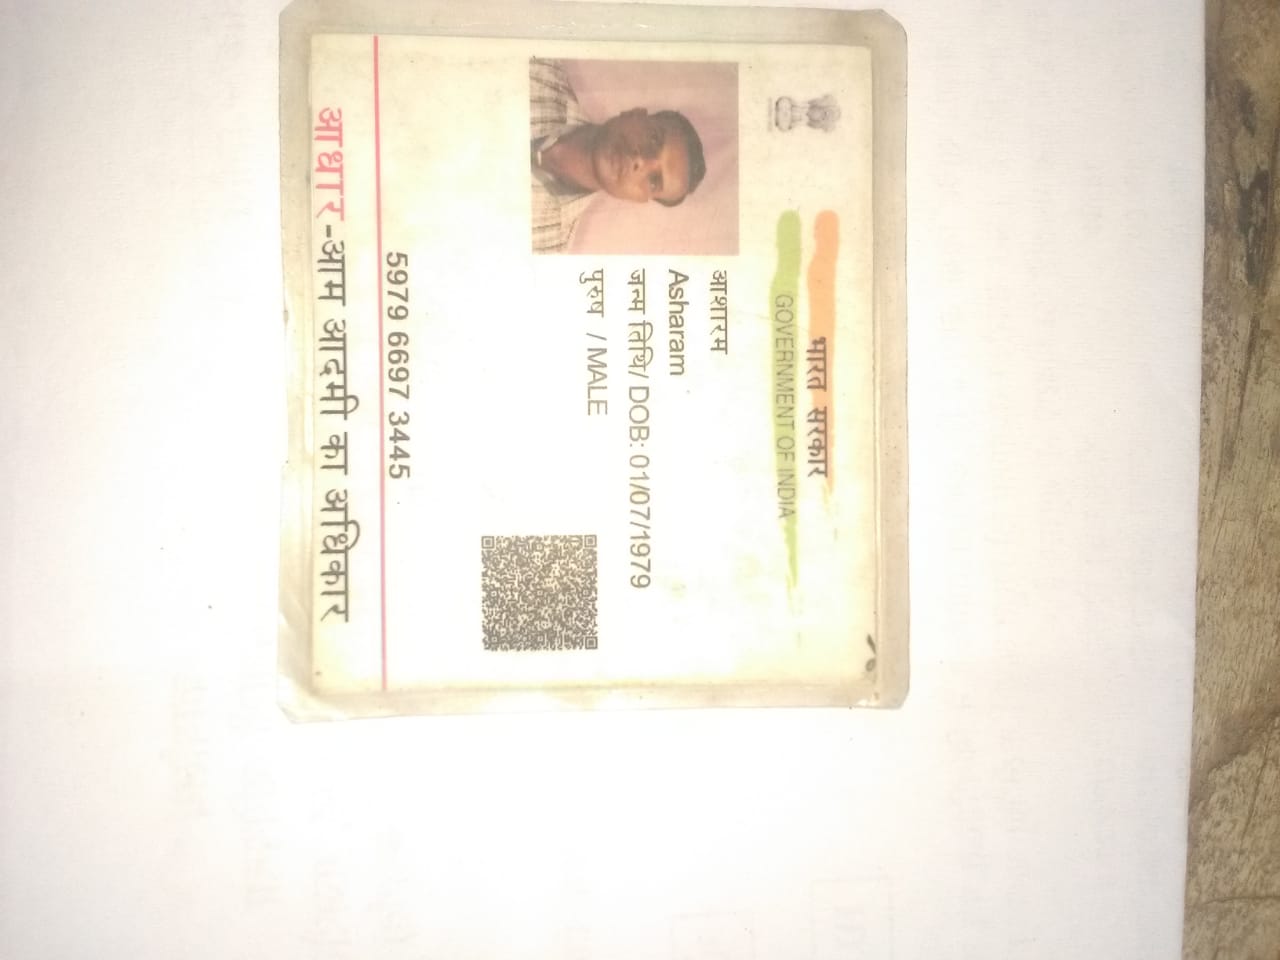 भारत सरकार
GOVERNMENT OF INDIA
आशारम
Asharam
जन्म तिथि/ DOB: 01/07/1979
पुरुष / MALE
5979 6697 3445
आधार -आम आदमी का अधिकार